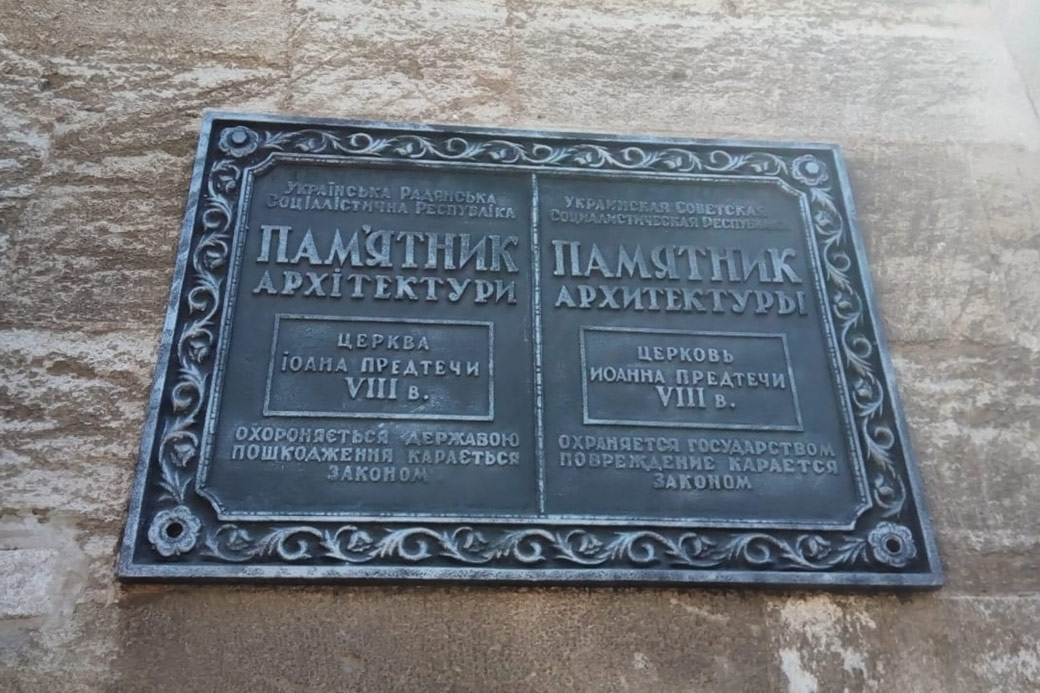 Українська Радянська
Соціалістична Республіка
ПАМ'ЯТНИК
АРХІТЕКТУРИ
ЦЕРКВА
ІОАНА ПРЕДТЕЧИ
VIII в.
ОХОРОНЯЄТЬСЯ ДЕРЖАВОЮ
ПОШКОДЖЕННЯ КАРАЄТЬСЯ
ЗАКОНОМ
Украинская Советская
Социалистическая Республика
ПАМЯТНИК
АРХИТЕКТУРЫ
ЦЕРКОВЬ
ИОАННА ПРЕДТЕЧИ
VIII в.
ОХРАНЯЕТСЯ ГОСУДАРСТВОМ
ПОВРЕЖДЕНИЕ КАРАЕТСЯ
ЗАКОНОМ